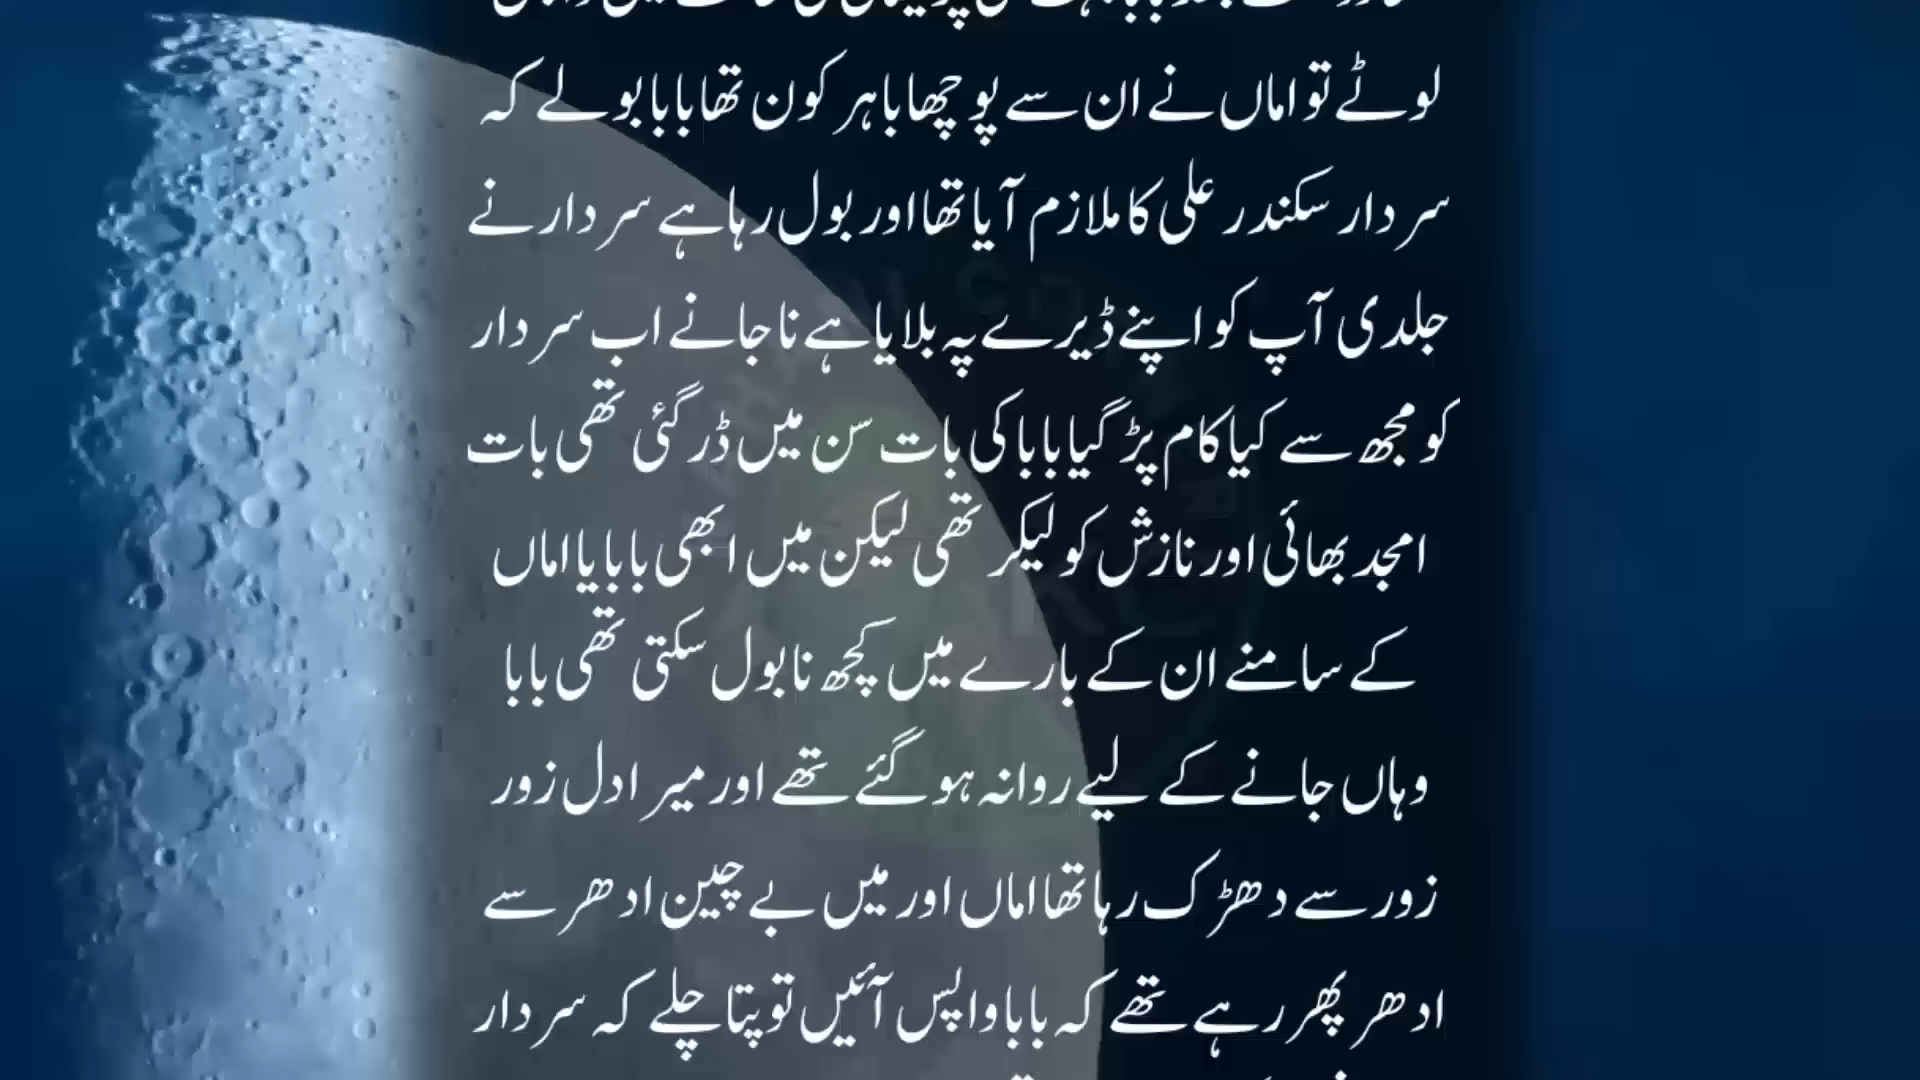 لوٹے تو اماں نے ان سے پوچھا باہر کون تھا بابا بولے کہ
سردار سکندر علی کا ملازم آیا تھا اور بول رہا ہے سردار نے
جلدی آپ کو اپنے ڈیرے پہ بلایا ہے نا جانے اب سردار
کو مجھ سے کیا کام پڑ گیا بابا کی بات سن میں ڈر گئی تھی بات
امجد بھائی اور نازش کو لیکر تھی لیکن میں ابھی بابا یا اماں
کے سامنے ان کے بارے میں کچھ نا بول سکتی تھی بابا
وہاں جانے کے لیے روانہ ہو گئے تھے اور میرا دل زور
زور سے دھڑک رہا تھا اماں اور میں بے چین ادھر سے
ادھر پھر رہے تھے کہ بابا واپس آئیں تو پتا چلے کہ سردار